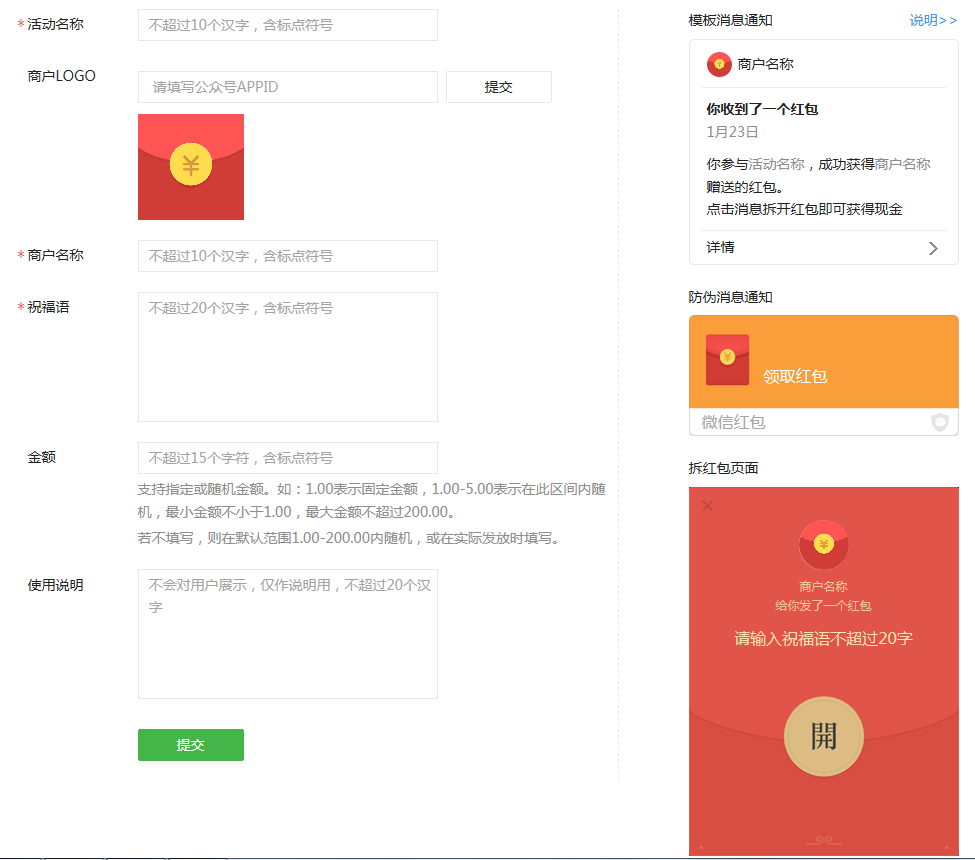 *活动名称
不超过10个汉字，含标点符号
商户LOGO
请填写公众号APPID
提交
¥
*商户名称
不超过10个汉字，含标点符号
*祝福语
不超过20个汉字，含标点符号
金额
不超过15个字符，含标点符号
支持指定或随机金额。如：1.00表示固定金额，1.00-5.00表示在此区间内随
机，最小金额不小于1.00，最大金额不超过200.00。
若不填写，则在默认范围1.00-200.00内随机，或在实际发放时填写。
使用说明
不会对用户展示，仅作说明用，不超过20个汉
字
提交
模板消息通知
说明>>
¥
商户名称
你收到了一个红包
1月23日
你参与活动名称，成功获得商户名称
赠送的红包。
点击消息拆开红包即可获得现金
详情
防伪消息通知
¥
领取红包
微信红包
拆红包页面
¥
商户名称
给你发了一个红包
请输入祝福语不超过20字
開